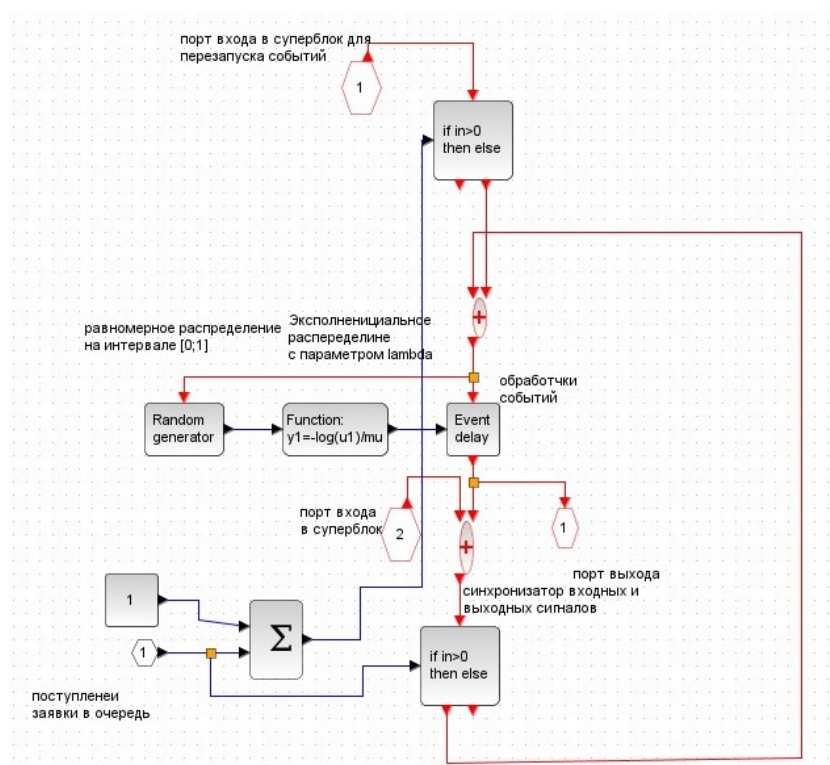 порт входа в суперблок для
перезапуска событий
1
if in>0
then else
+
равномерное распределение
на интервале [0;1]
Эксполненициальное
распеределине
с параметром lambda
обработчки
событий
Random
generator
Function:
y1=-log(u1)/mu
Event
delay
порт входа
в суперблок
2
+
1
порт выхода
синхронизатор входных и
выходных сигналов
1
Σ
1
if in>0
then else
поступленеи
заявки в очередь